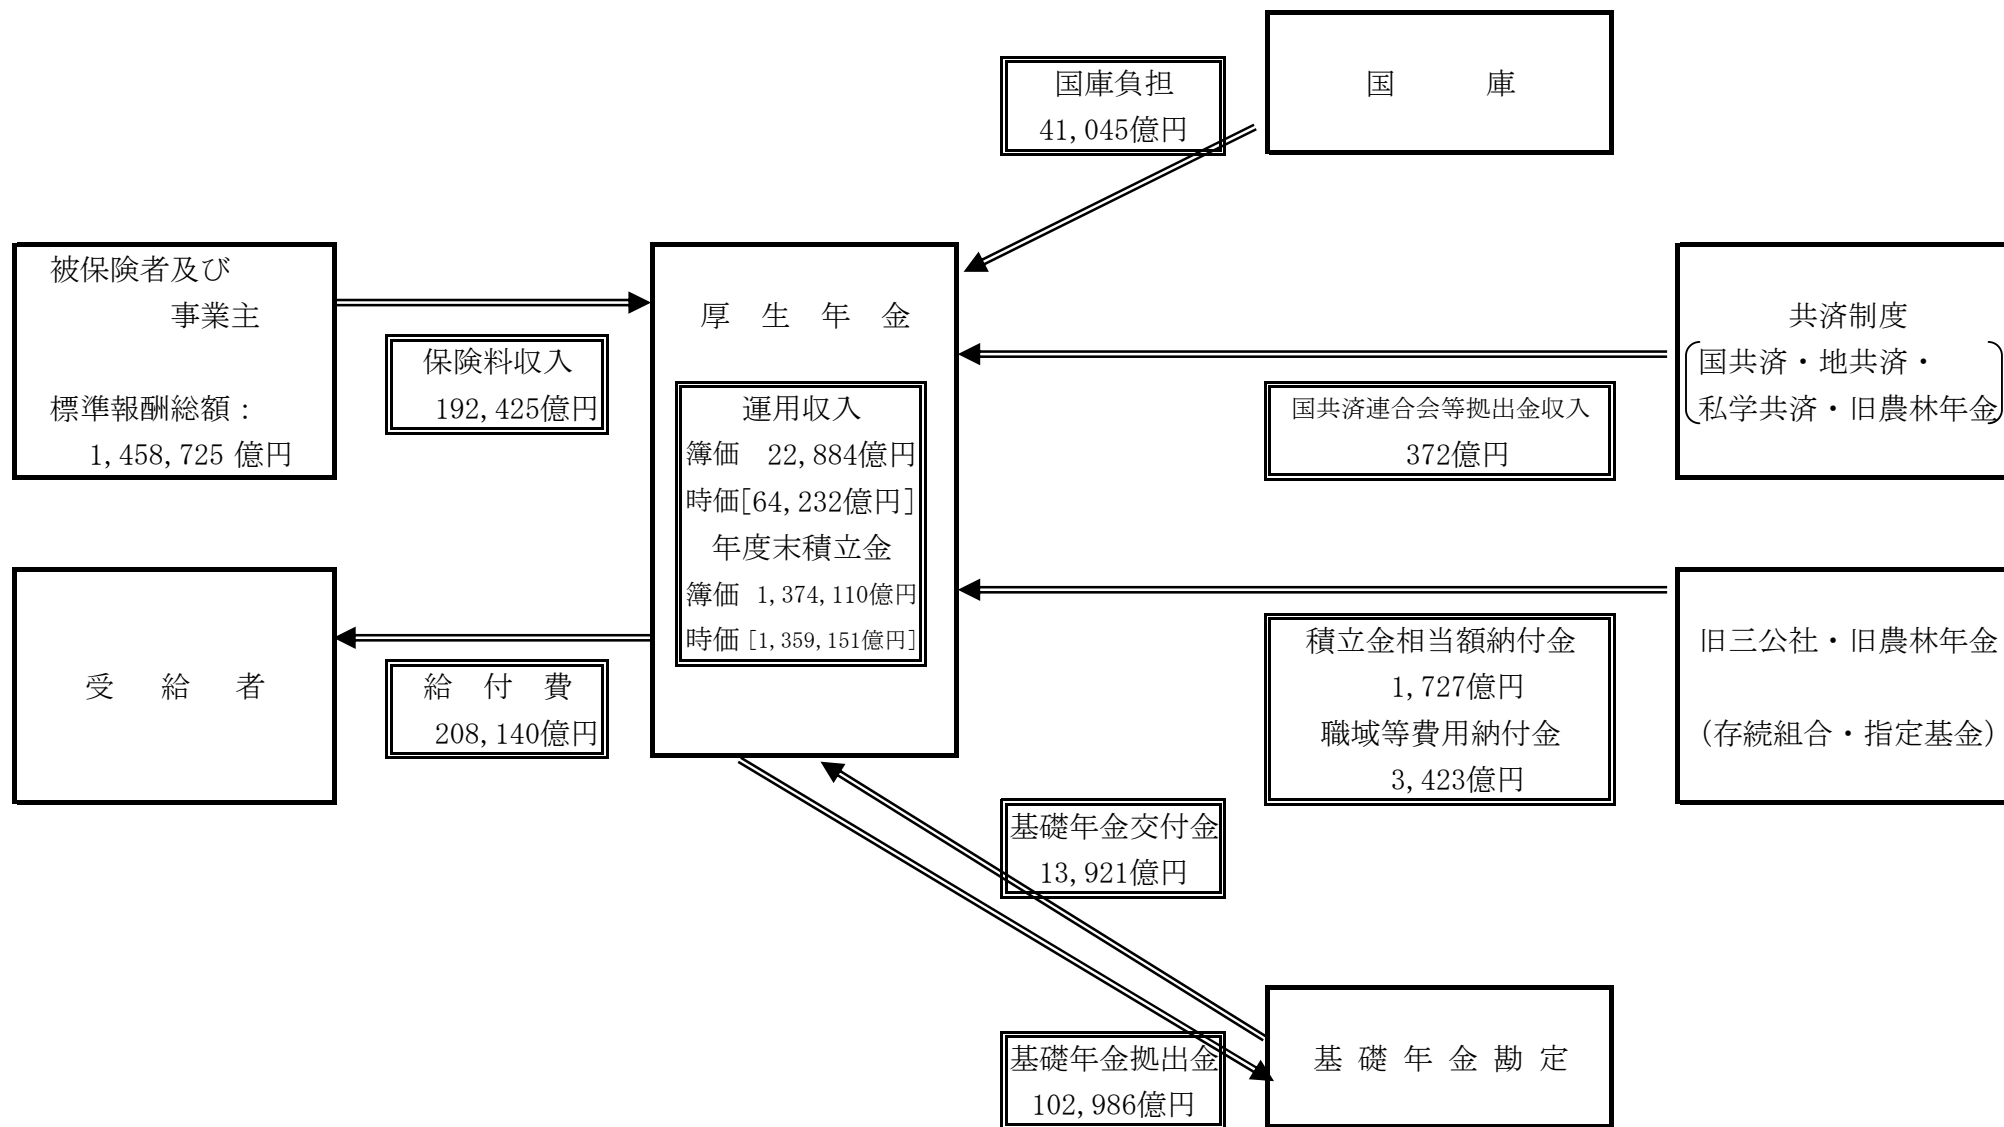 国庫
国庫負担
41,045億円
被保険者及び
事業主
標準報酬総額：
1,458,725 億円
保険料収入
192,425億円
厚生年金
運用収入
簿価 22,884億円
時価[64,232億円]
年度末積立金
簿価 1,374,110億円
時価[1,359,151億円]
共済制度
国共済・地共済・
私学共済・旧農林年金
国共済連合会等拠出金収入
372億円
受給者
給付費
208,140億円
旧三公社・旧農林年金
（存続組合・指定基金）
積立金相当額納付金
1,727億円
職域等費用納付金
3,423億円
基礎年金交付金
13,921億円
基礎年金勘定
基礎年金拠出金
102,986億円